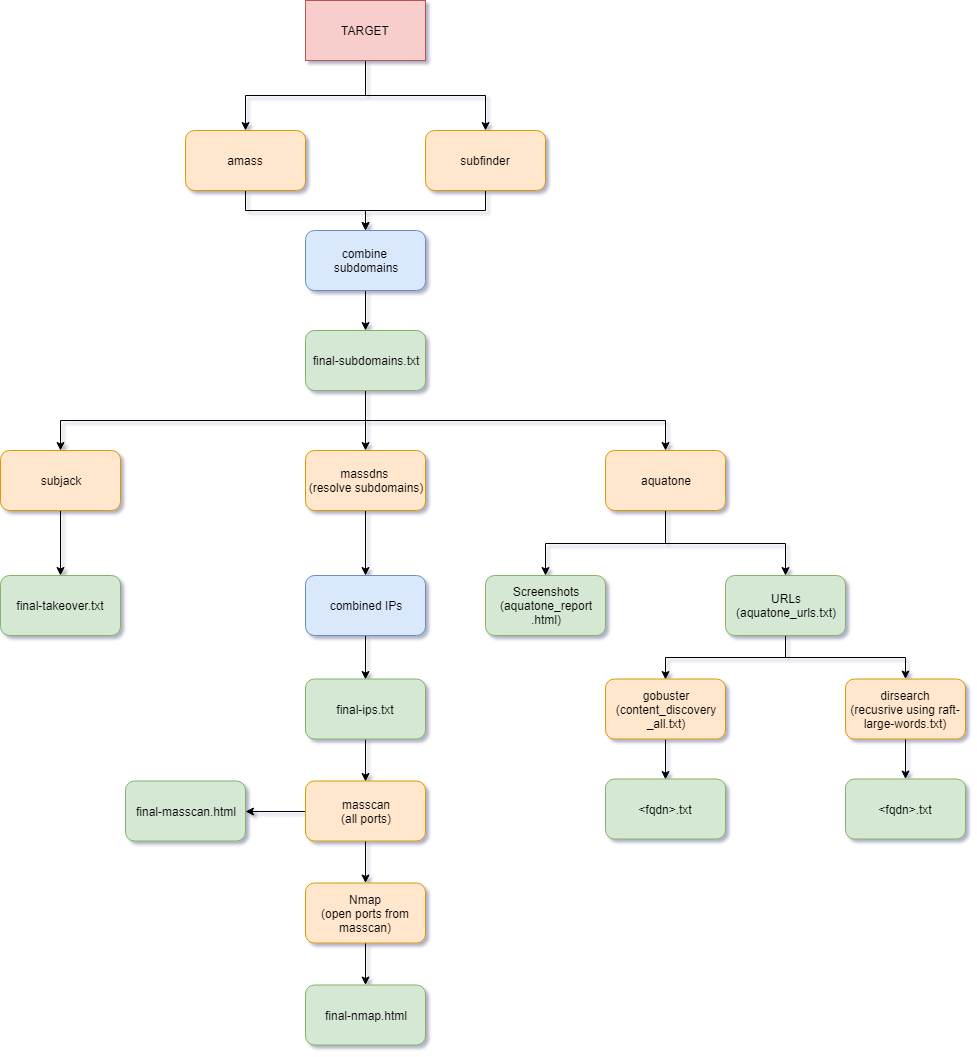 TARGET
amass
subfinder
combine
subdomains
final-subdomains.txt
subjack
massdns
(resolve subdomains)
aquatone
final-takeover.txt
combined IPs
Screenshots
(aquatone_report
.html)
URLs
(aquatone_urls.txt)
final-ips.txt
gobuster
(content_discovery
_all.txt)
dirsearch
(recusrive using raft-
large-words.txt)
final-masscan.html
masscan
(all ports)
<fqdn>.txt
<fqdn>.txt
Nmap
(open ports from
masscan)
final-nmap.html